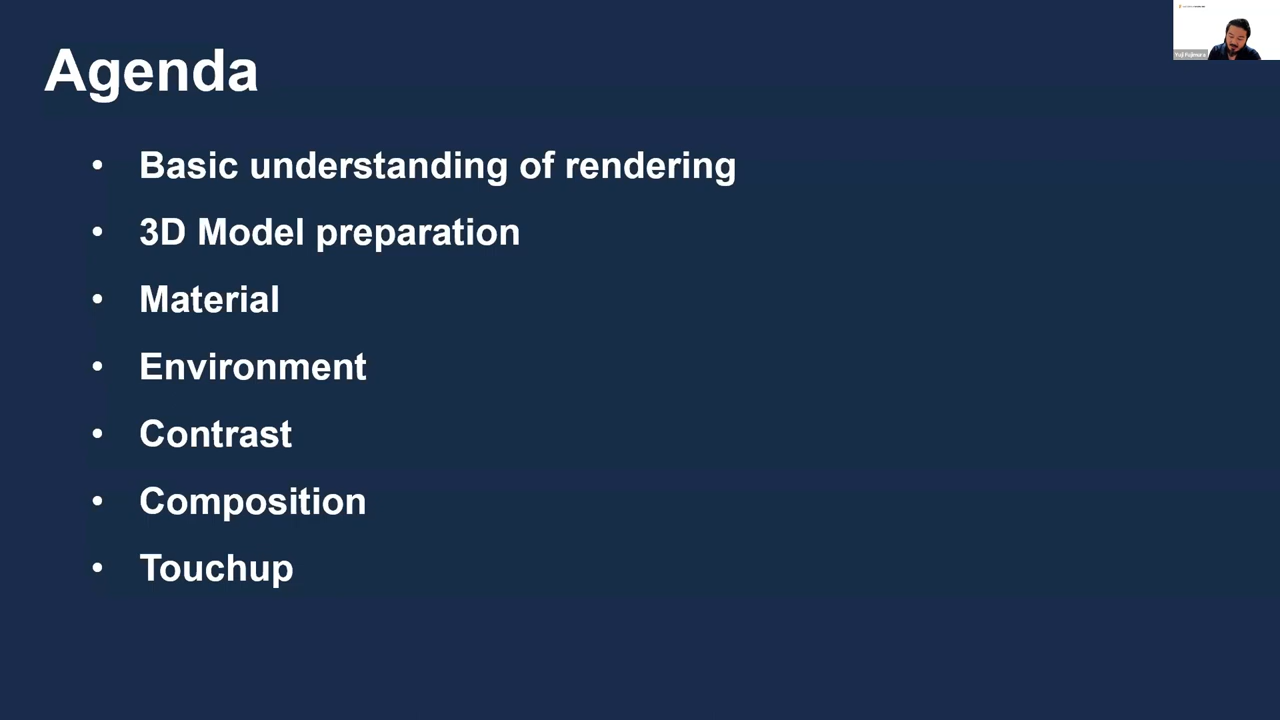 Agenda
• Basic understanding of rendering
• 3D Model preparation
• Material
• Environment
• Contrast
• Composition
• Touchup